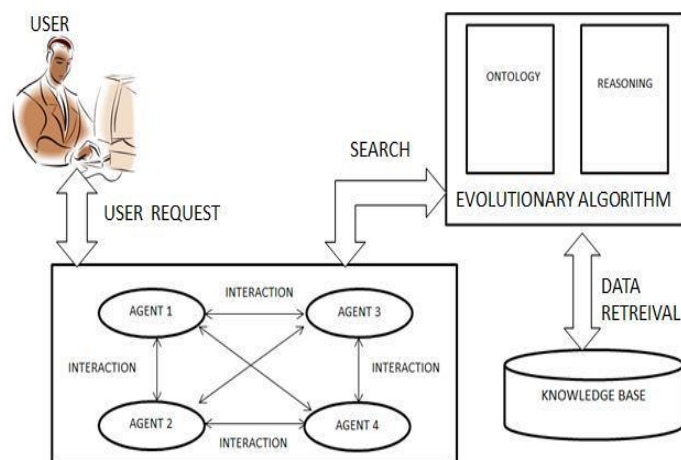 USER
ONTOLOGY
REASONING
SEARCH
EVOLUTIONARY ALGORITHM
USER REQUEST
INTERACTION
AGENT 1
AGENT 3
DATA
RETREIVAL
INTERACTION
INTERACTION
KNOWLEDGE BASE
AGENT 2
AGENT 4
INTERACTION